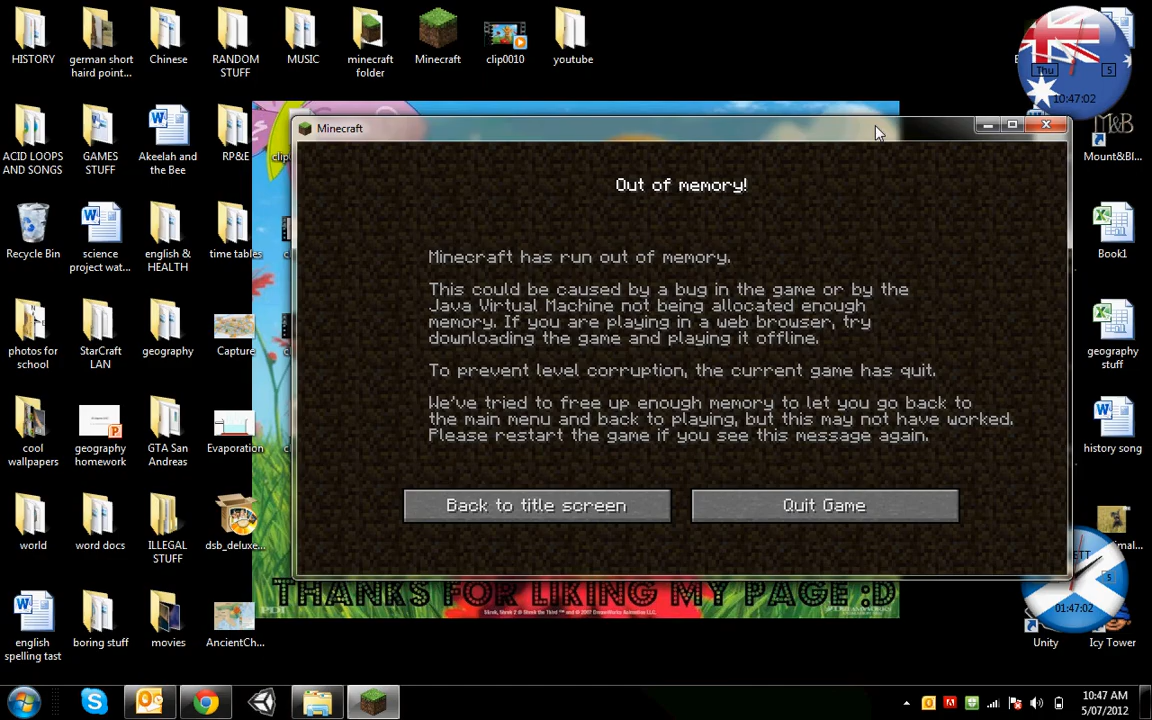 HISTORY
german short
haird point...
Chinese
RANDOM
STUFF
MUSIC
minecraft
folder
Minecraft
clip0010
youtube
Thu
5
10:47:02
ACID LOOPS
AND SONGS
GAMES
STUFF
Akeelah and
the Bee
RP&E
Minecraft
M&B
Mount&Bl...
Out of memory!
Recycle Bin
science
project wat...
english &
HEALTH
time tables
Book1
Minecraft has run out of memory.
This could be caused by a bug in the game or by the
Java Virtual Machine not being allocated enough
memory. If you are playing in a web browser, try
downloading the game and playing it offline.
To prevent level corruption, the current game has quit.
We've tried to free up enough memory to let you go back to
the main menu and back to playing, but this may not have worked.
Please restart the game if you see this message again.
Back to title screen
Quit Game
photos for
school
StarCraft
LAN
geography
Capture
geography
stuff
cool
wallpapers
geography
homework
GTA San
Andreas
Evaporation
history song
world
word docs
ILLEGAL
STUFF
dsb_deluxe...
THANKS FOR LIKING MY PAGE :D
5
01:47:02
english
spelling tast
boring stuff
movies
AncientCh...
Unity
Icy Tower
10:47 AM
5/07/2012